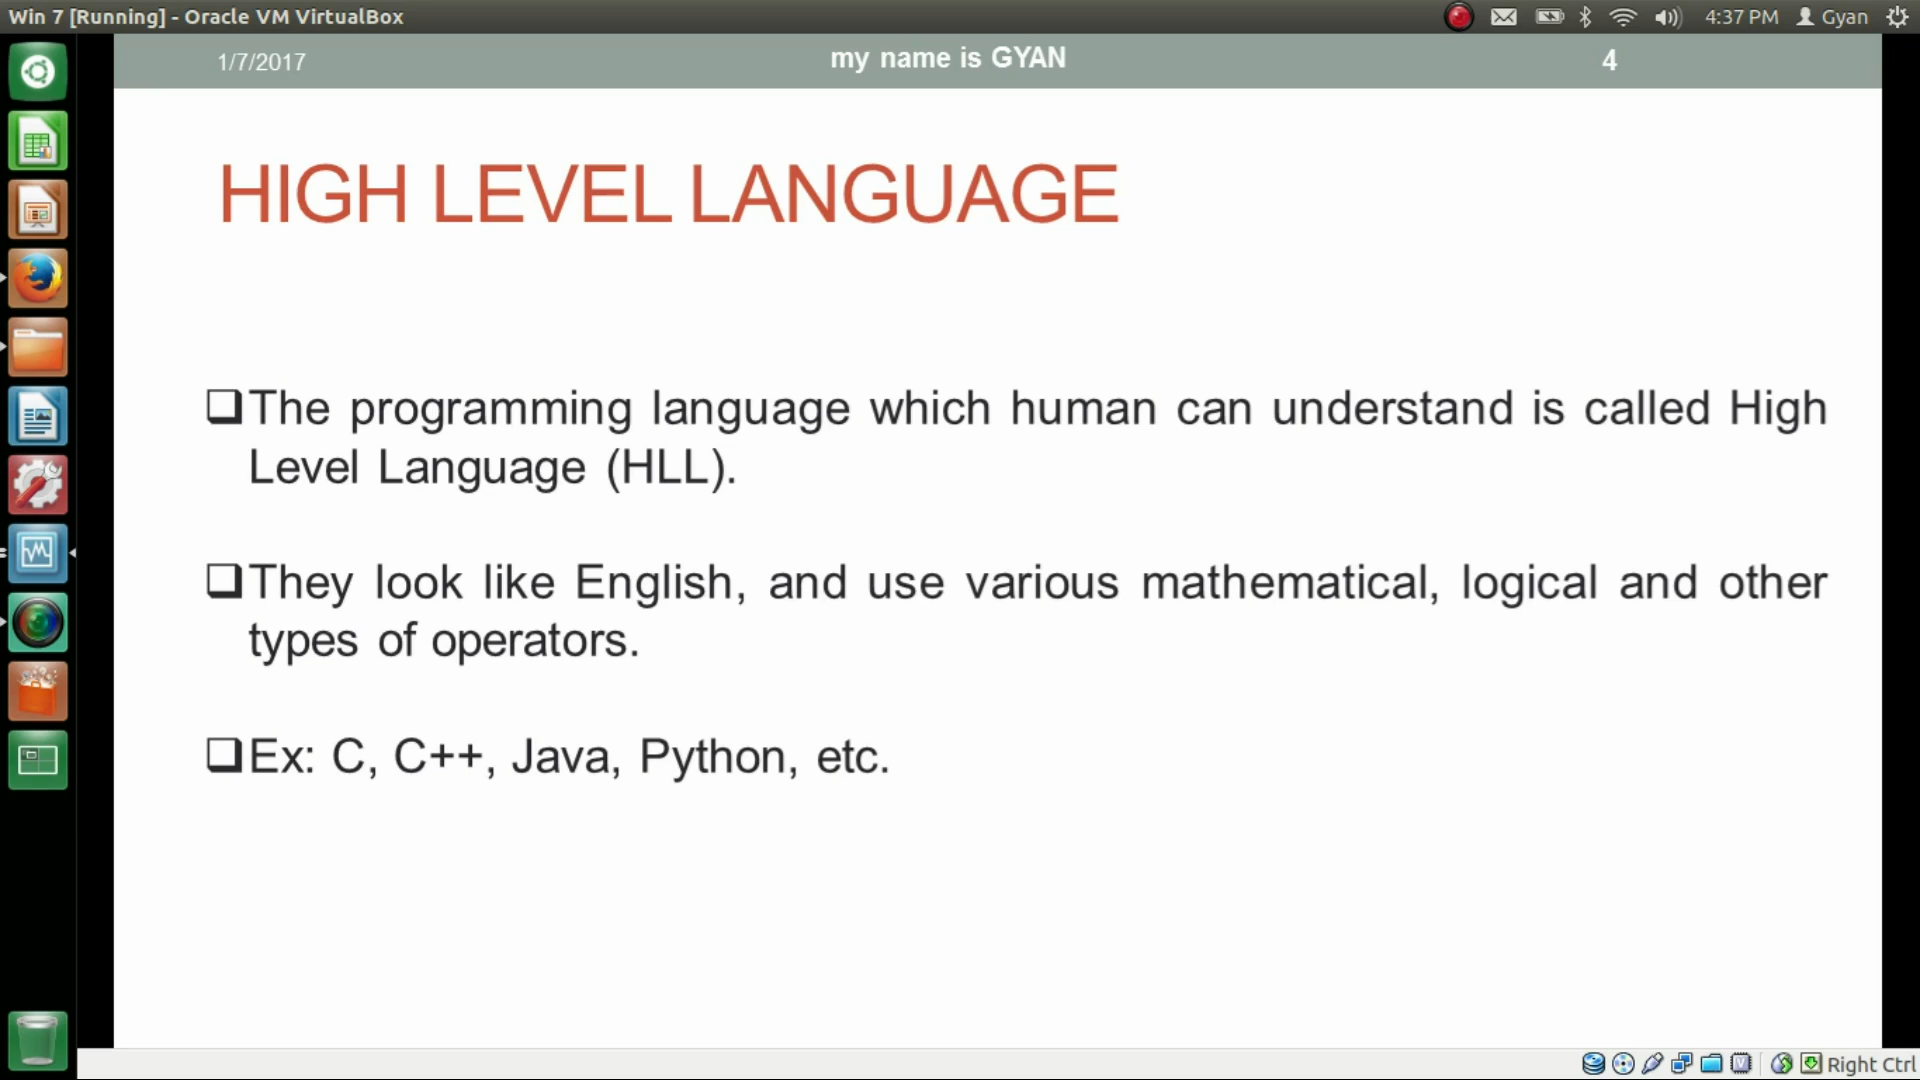 Win 7 [Running] - Oracle VM VirtualBox
4:37 PM Gyan
1/7/2017
my name is GYAN
4
HIGH LEVEL LANGUAGE
❑The programming language which human can understand is called High
Level Language (HLL).
❑They look like English, and use various mathematical, logical and other
types of operators.
❑Ex: C, C++, Java, Python, etc.
Right Ctrl